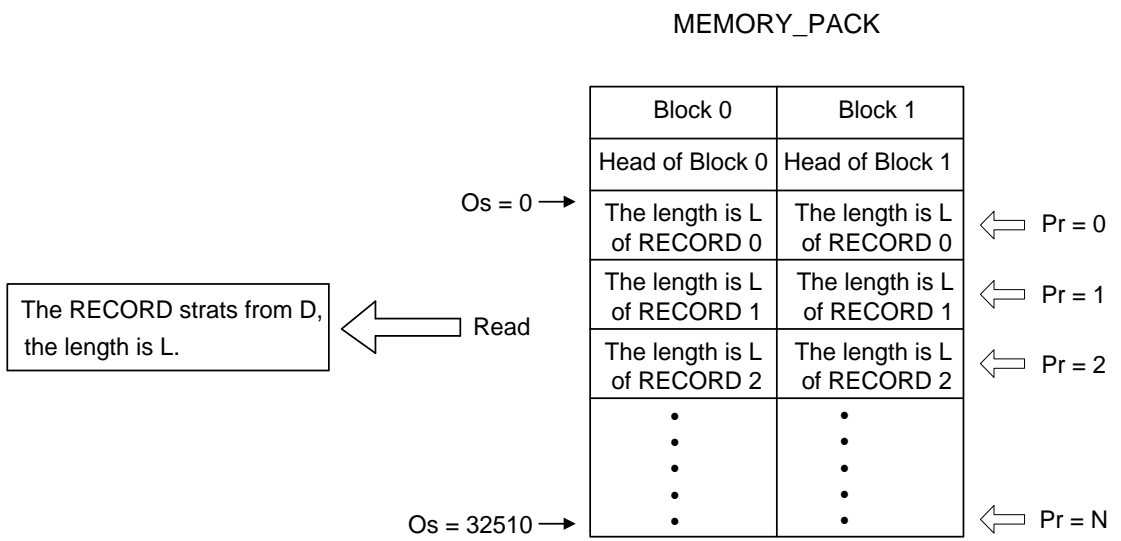 MEMORY_PACK
Block 0 Block 1
Head of Block 0 Head of Block 1
Os = 0
The length is L
of RECORD 0
The length is L
of RECORD 0
Pr = 0
The length is L
of RECORD 1
The length is L
of RECORD 1
Pr = 1
The RECORD strats from D,
the length is L.
Read
The length is L
of RECORD 2
The length is L
of RECORD 2
Pr = 2
Os = 32510
Pr = N